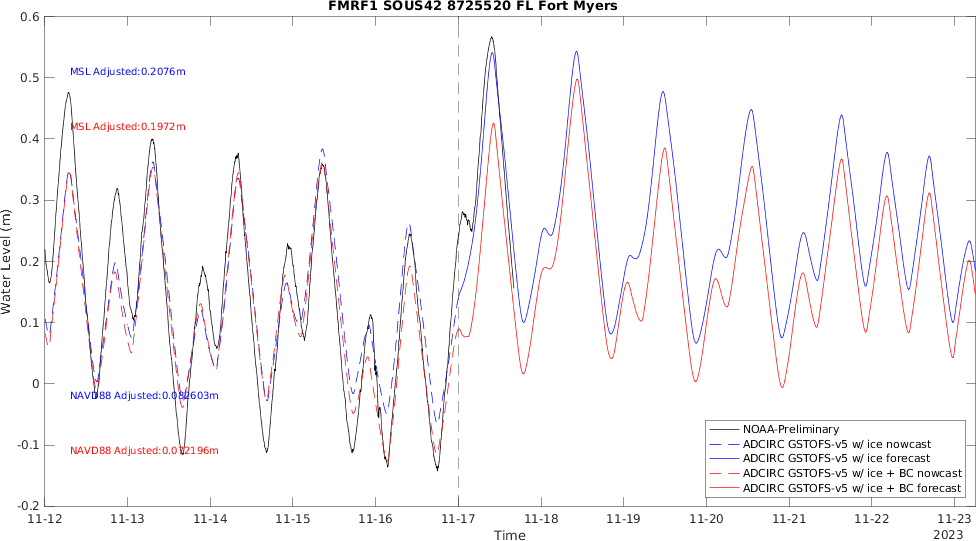 FMRF1 SOUS42 8725520 FL Fort Myers
0.6
0.5
0.4
0.3
0.2
0.1
0
-0.1
-0.2
Water Level (m)
MSL Adjusted:0.2076m
MSL Adjusted:0.1972m
NAVD88 Adjusted:0.082603m
NAVD88 Adjusted:0.072196m
NOAA-Preliminary
ADCIRC GSTOFS-v5 w/ ice nowcast
ADCIRC GSTOFS-v5 w/ ice forecast
ADCIRC GSTOFS-v5 w/ ice + BC nowcast
ADCIRC GSTOFS-v5 w/ ice + BC forecast
11-12 11-13 11-14 11-15 11-16 11-17 11-18 11-19 11-20 11-21 11-22 11-23
Time
2023